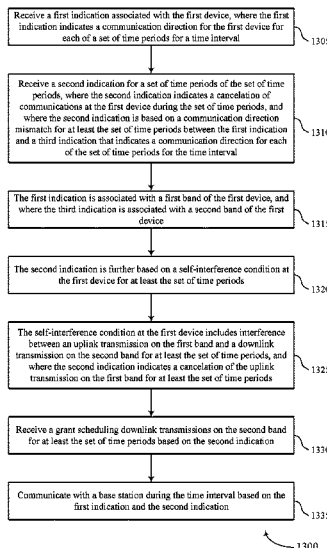 Receive a first indication associated with the first device, where the first
indication indicates a communication direction for the first device for
each of a set of time periods for a time interval
1305
Receive a second indication for a set of time periods of the set of time
periods, where the second indication indicates a cancelation of
communications at the first device during the set of time periods, and
where the second indication is based on a communication direction
mismatch for at least the set of time periods between the first indication
and a third indication that indicates a communication direction for each
of the set of time periods for the time interval
1310
The first indication is associated with a first band of the first device, and
where the third indication is associated with a second band of the first
device
1315
The second indication is further based on a self-interference condition at
the first device for at least the set of time periods
1320
The self-interference condition at the first device includes interference
between an uplink transmission on the first band and a downlink
transmission on the second band for at least the set of time periods, and
where the second indication indicates a cancelation of the uplink
transmission on the first band for at least the set of time periods
1325
Receive a grant scheduling downlink transmissions on the second band
for at least the set of time periods based on the second indication
1330
Communicate with a base station during the time interval based on the
first indication and the second indication
1335
1300